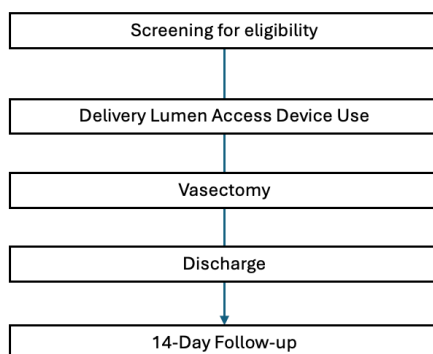 Screening for eligibility
Delivery Lumen Access Device Use
Vasectomy
Discharge
14-Day Follow-up